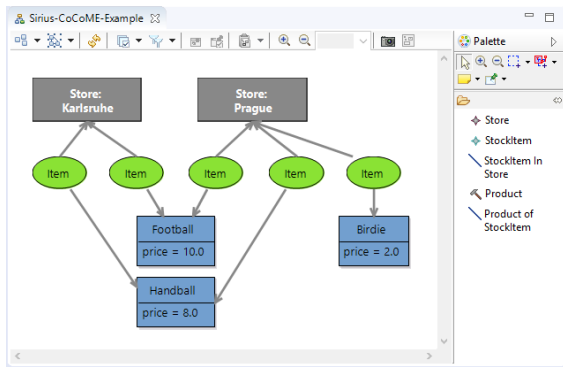 Sirius-CoCoME-Example
Palette
Store:
Karlsruhe
Store:
Prague
Item
Item
Item
Item
Item
Football
price = 10.0
Birdie
price = 2.0
Handball
price = 8.0
Store
StockItem
StockItem In
Store
Product
Product of
StockItem